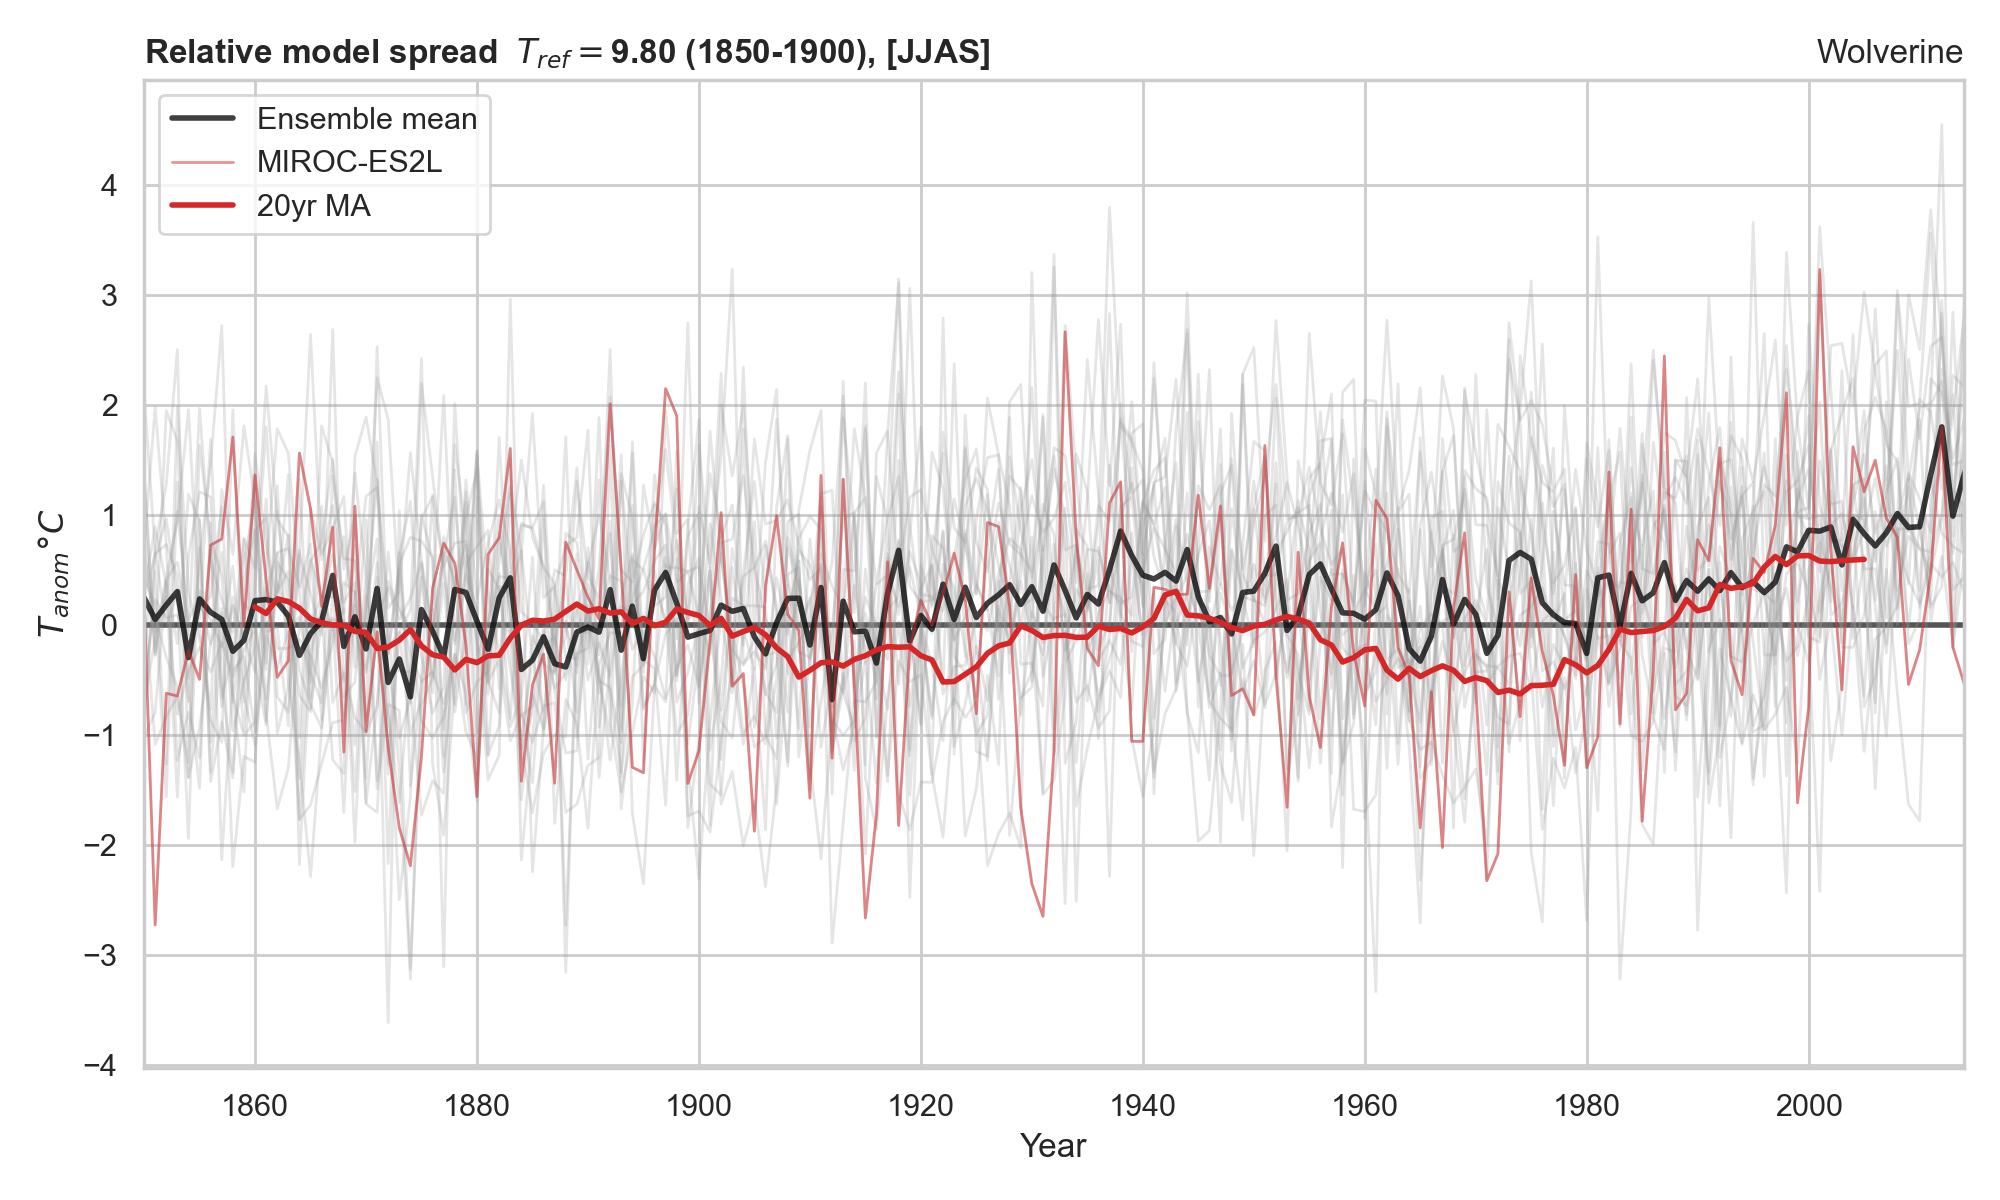 Relative model spread  T_ref = 9.80 (1850-1900), [JJAS]
Wolverine
Ensemble mean
MIROC-ES2L
20yr MA
T_anom °C
4
3
2
1
0
−1
−2
−3
−4
1860 1880 1900 1920 1940 1960 1980 2000
Year